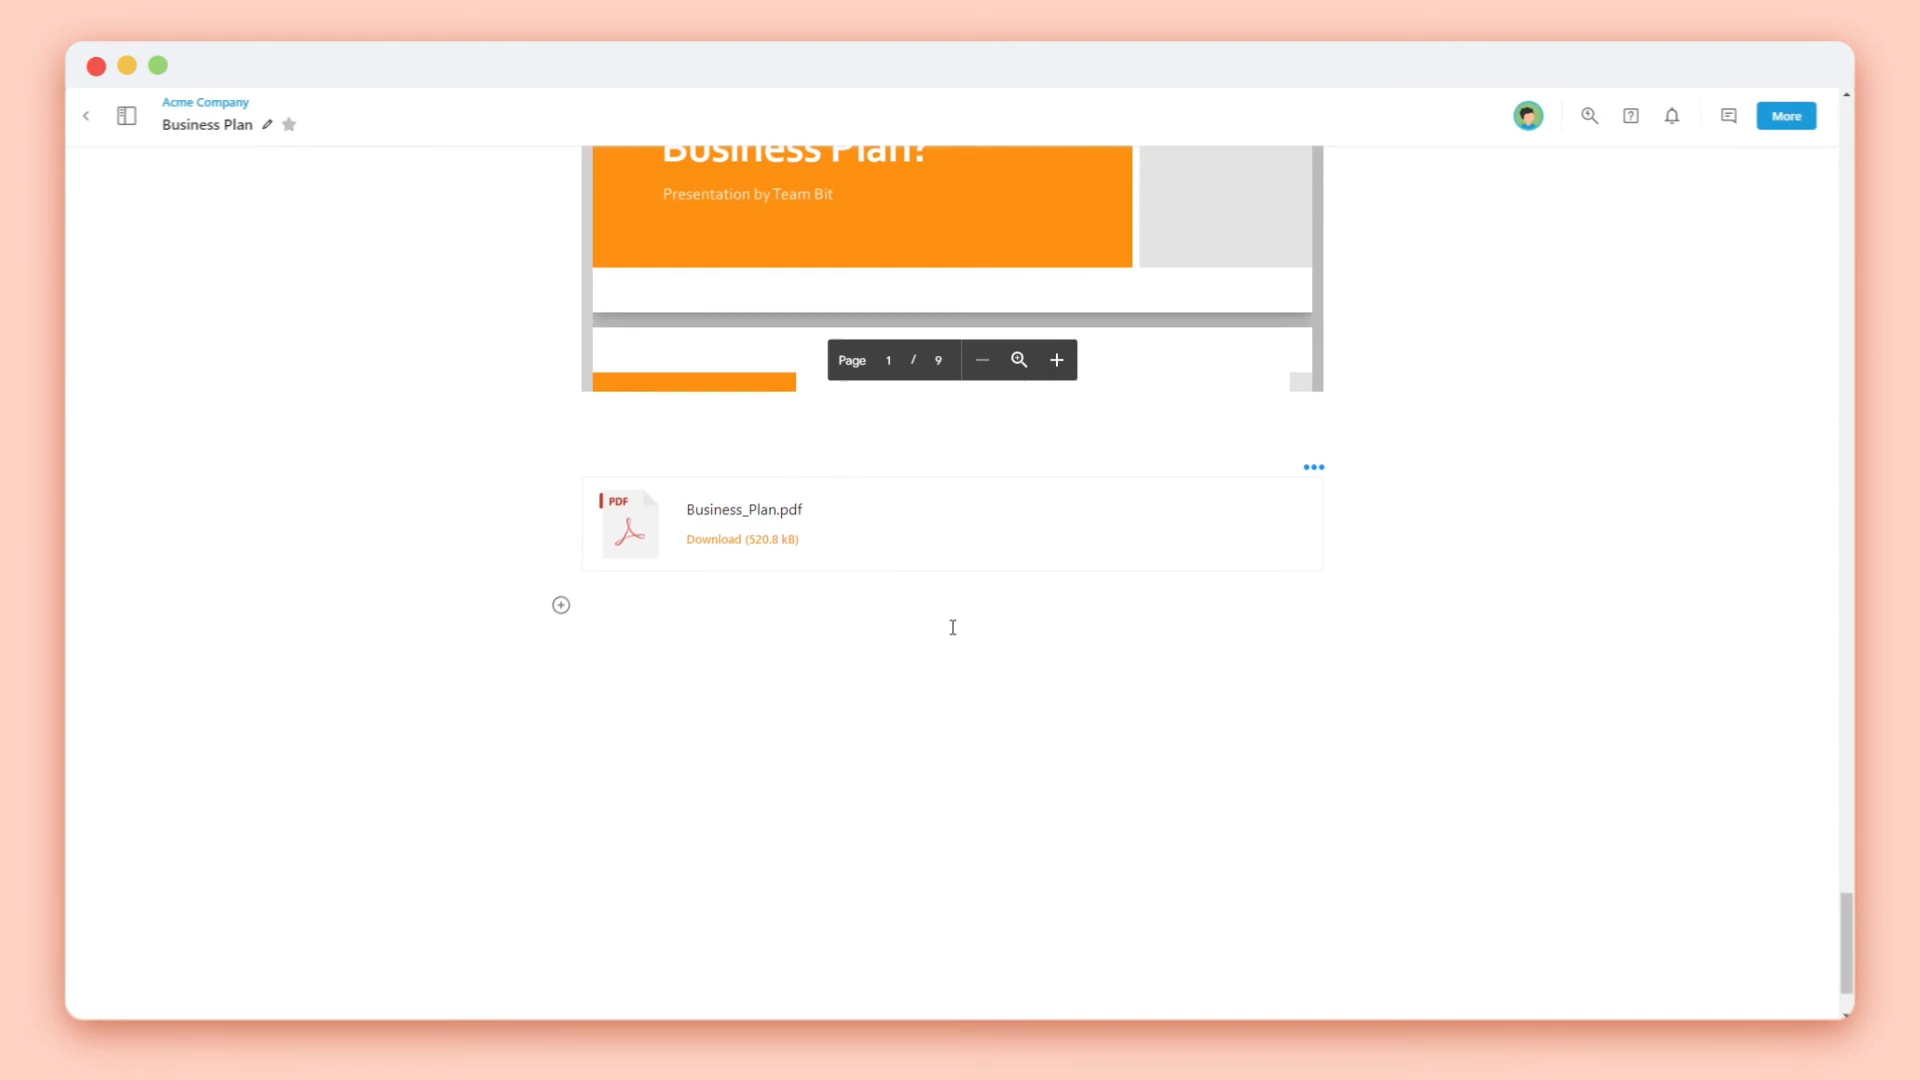 Acme Company
Business Plan
More
Business Plan?
Presentation by Team Bit
Page 1 / 9
PDF
Business_Plan.pdf
Download (520.8 kB)